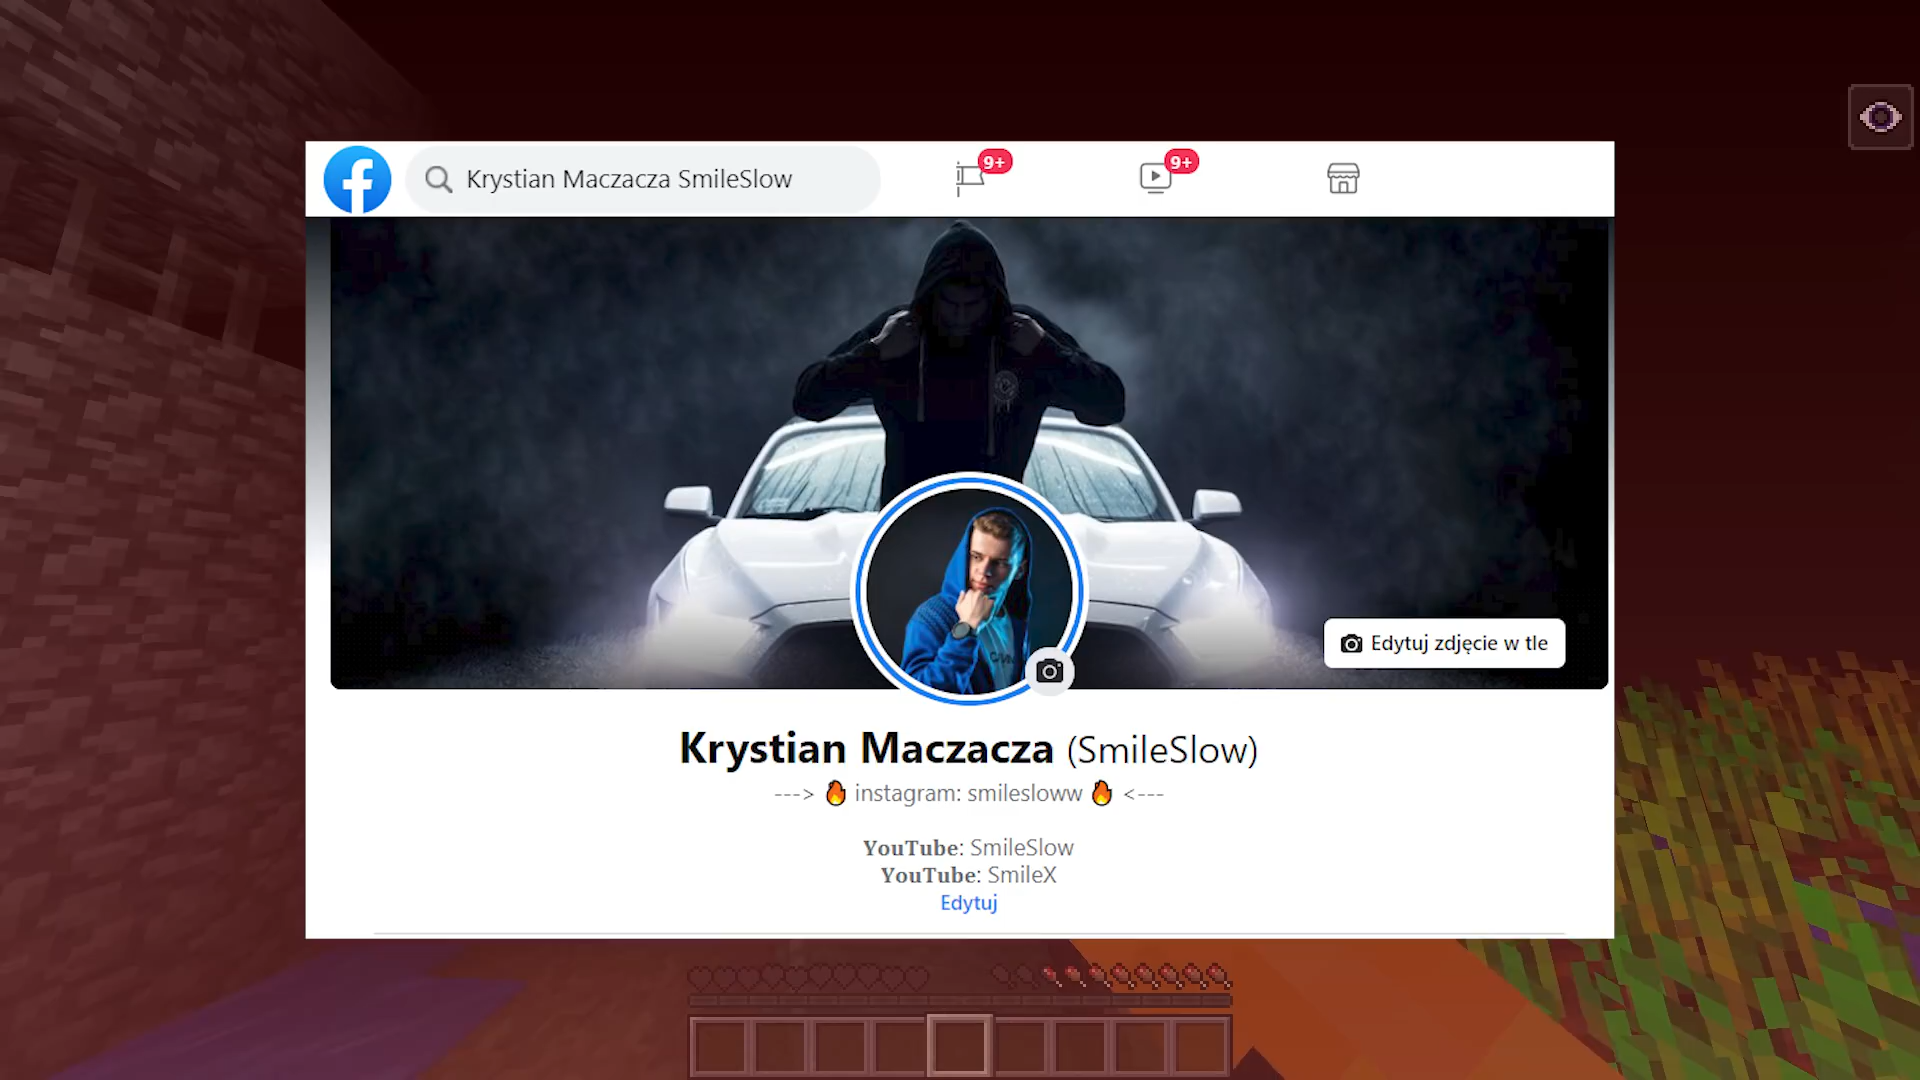 Krystian Maczacza SmileSlow
9+
9+
Edytuj zdjęcie w tle
Krystian Maczacza (SmileSlow)
---> 🔥 instagram: smilesloww 🔥 <---
YouTube: SmileSlow
YouTube: SmileX
Edytuj